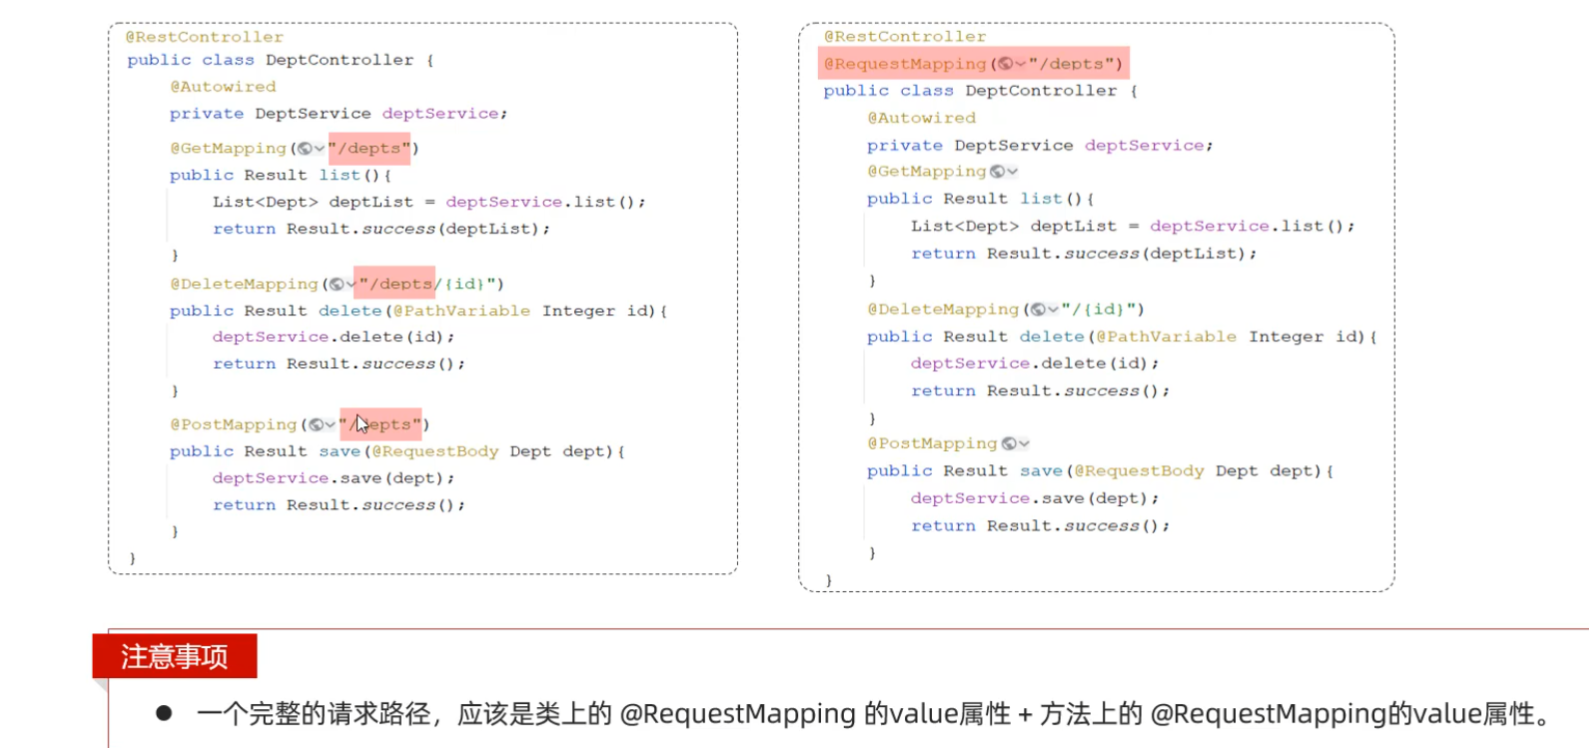 @RestController
public class DeptController {
@Autowired
private DeptService deptService;
@GetMapping("/depts")
public Result list(){
List<Dept> deptList = deptService.list();
return Result.success(deptList);
}
@DeleteMapping("/depts/{id}")
public Result delete(@PathVariable Integer id){
deptService.delete(id);
return Result.success();
}
@PostMapping("/depts")
public Result save(@RequestBody Dept dept){
deptService.save(dept);
return Result.success();
}
}
@RestController
@RequestMapping("/depts")
public class DeptController {
@Autowired
private DeptService deptService;
@GetMapping
public Result list(){
List<Dept> deptList = deptService.list();
return Result.success(deptList);
}
@DeleteMapping("/{id}")
public Result delete(@PathVariable Integer id){
deptService.delete(id);
return Result.success();
}
@PostMapping
public Result save(@RequestBody Dept dept){
deptService.save(dept);
return Result.success();
}
}
注意事项
● 一个完整的请求路径，应该是类上的 @RequestMapping 的value属性 + 方法上的 @RequestMapping的value属性。